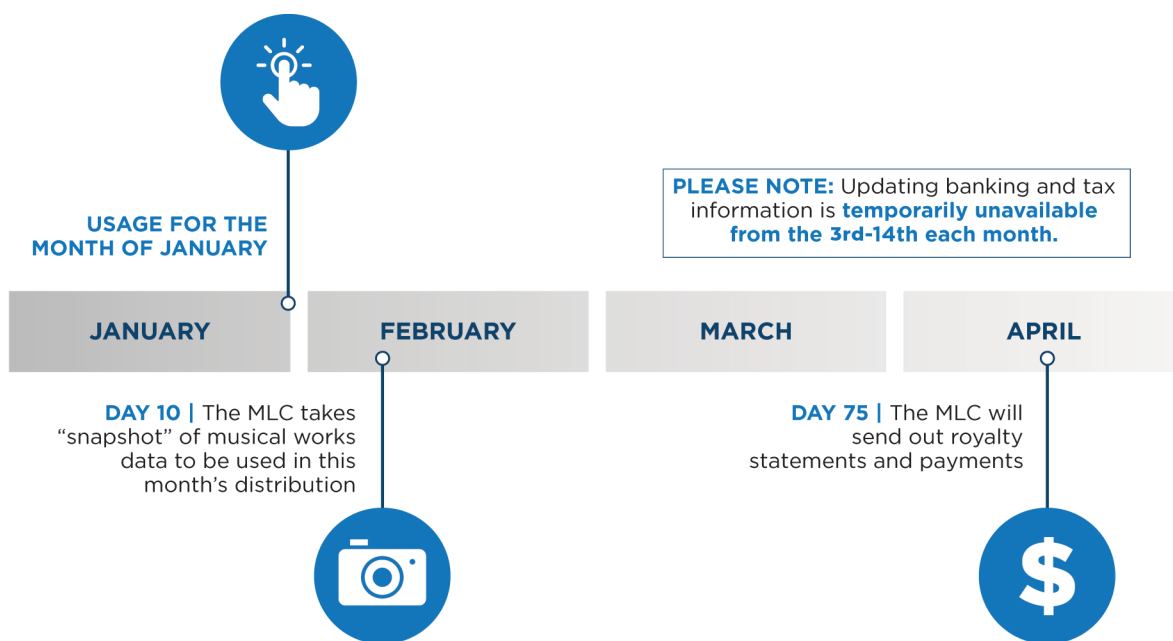 USAGE FOR THE
MONTH OF JANUARY
PLEASE NOTE: Updating banking and tax
information is temporarily unavailable
from the 3rd-14th each month.
JANUARY
FEBRUARY
MARCH
APRIL
DAY 10 | The MLC takes
“snapshot” of musical works
data to be used in this
month’s distribution
DAY 75 | The MLC will
send out royalty
statements and payments
$